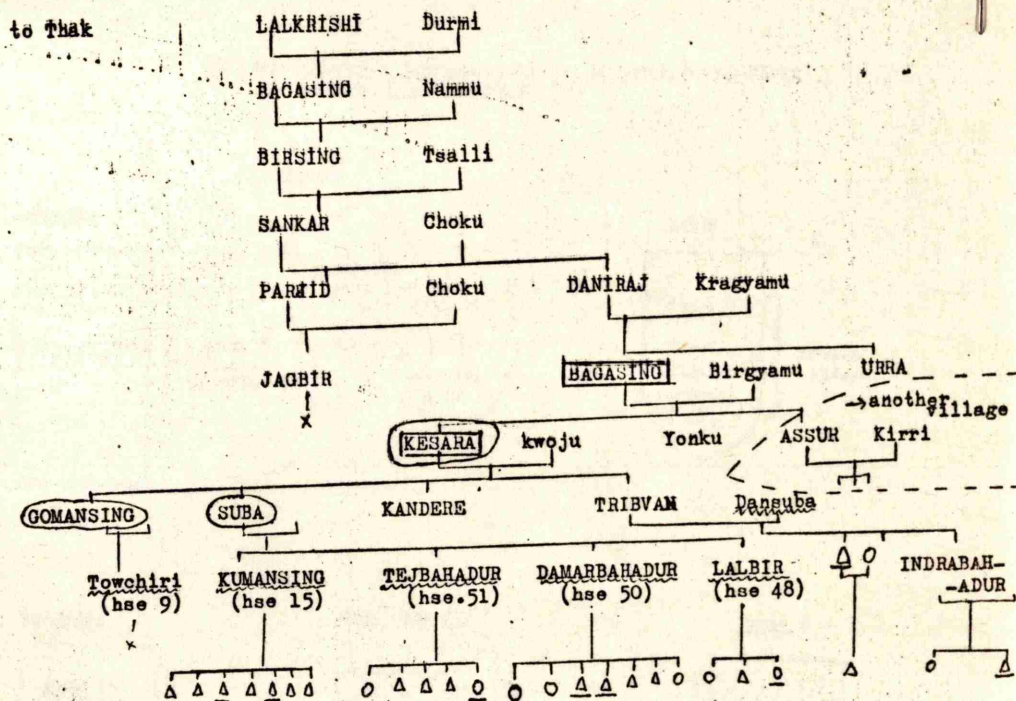 to Thak
LALKRISHI Durmi
BAGASING Nammu
BIRSING Tsalli
SANKAR Choku
Choku DANIRAJ Kragyamu
JAGBIR BAGASING Birgyamu URRA
→another village
x
KESARA kwoju Yonku ASSUR Kirri
GOMANSING SUBA KANDERE TRIBVAN Dansuba
Towchiri KUMANSING TEJBAHADUR DAMARBAHADUR LALBIR INDRABAH-
(hse 9) (hse 15) (hse.51) (hse 50) (hse 48) -ADUR
x